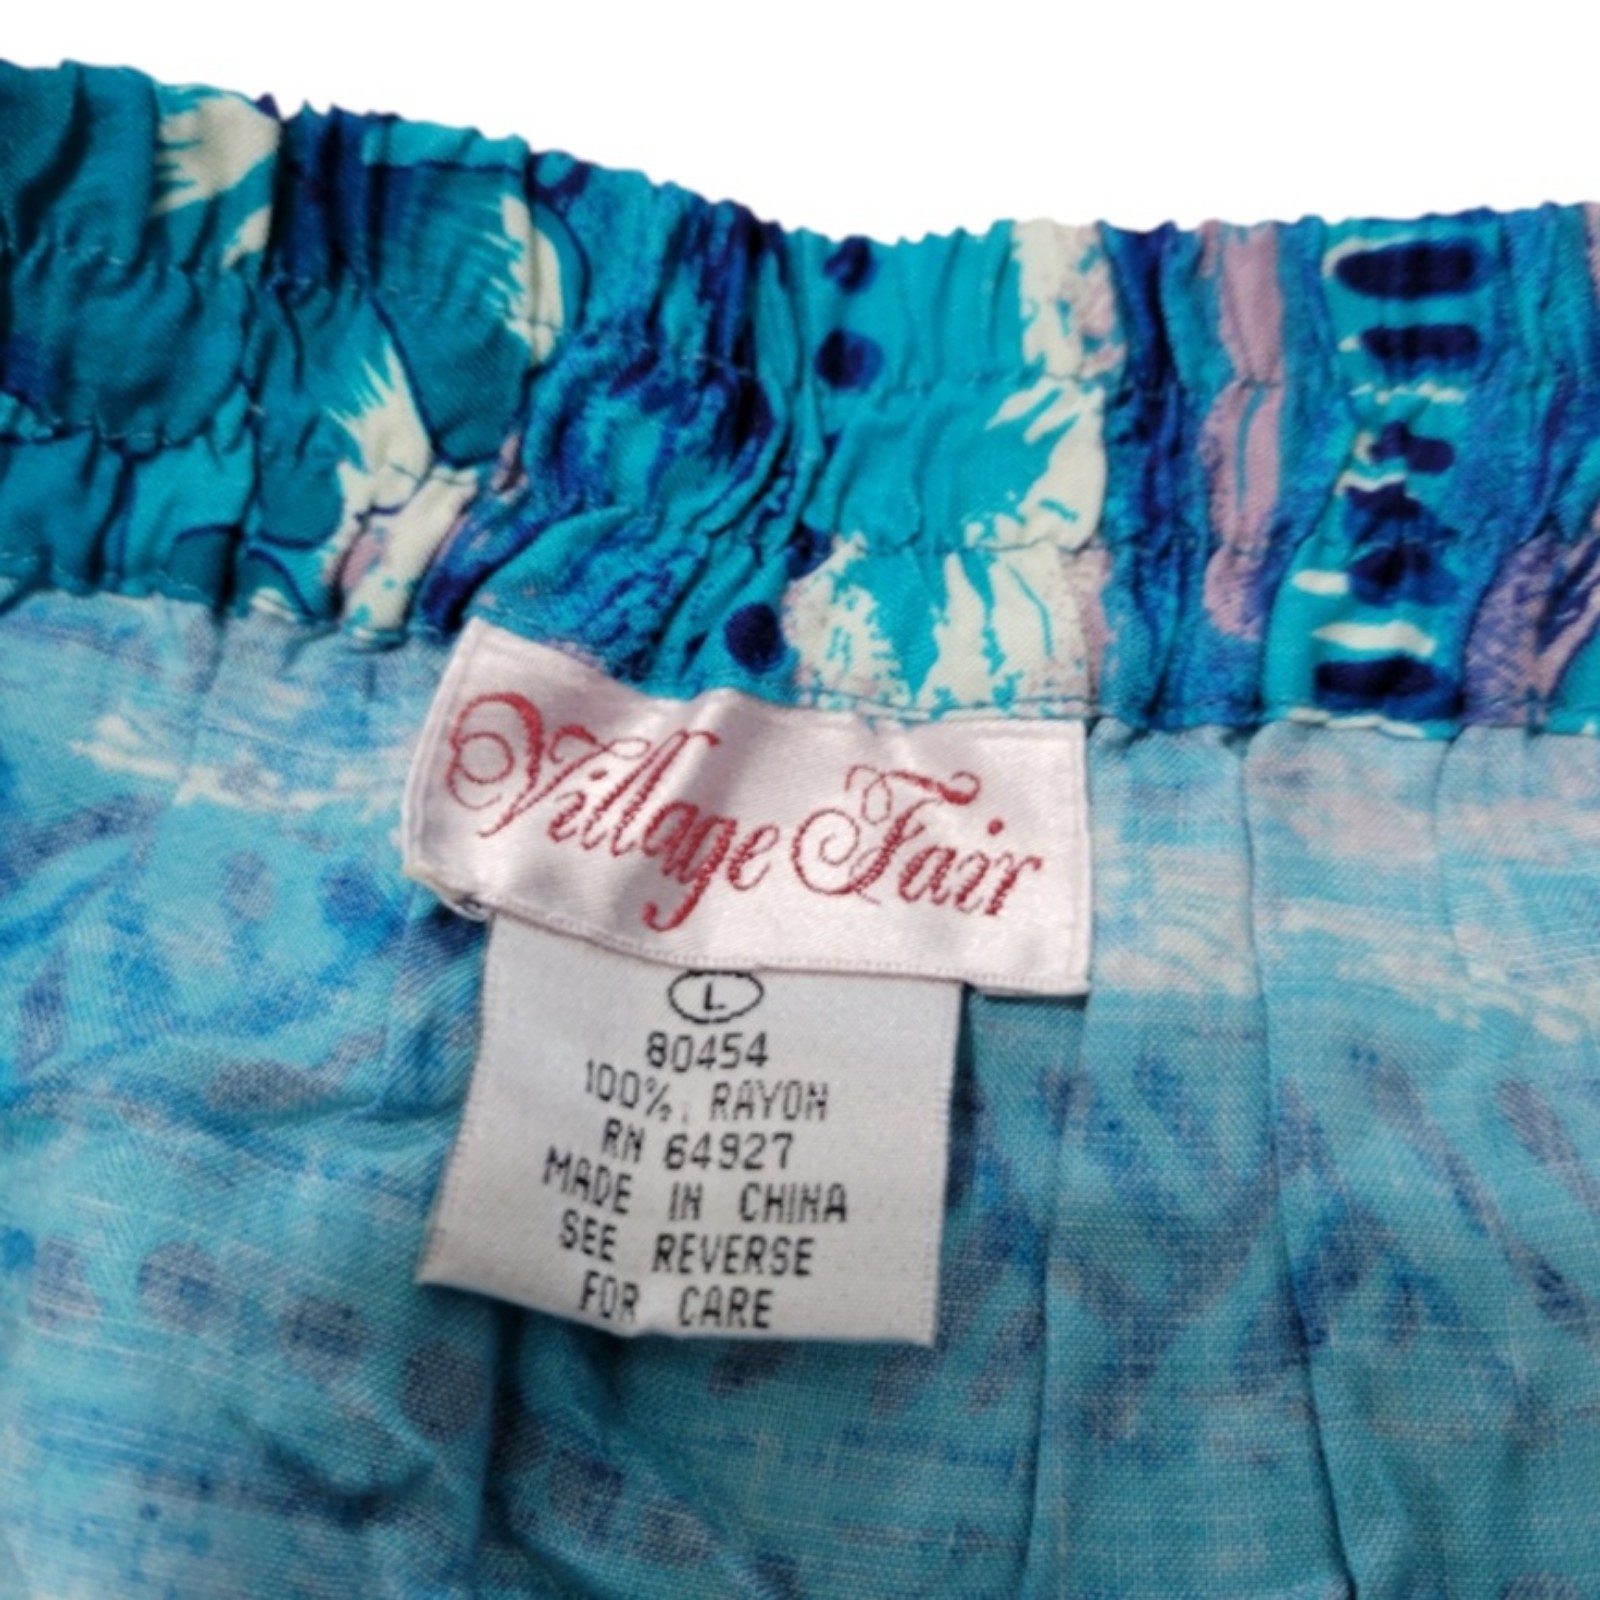 Village Fair
L
80454
100% RAYON
RN 64927
MADE IN CHINA
SEE REVERSE
FOR CARE